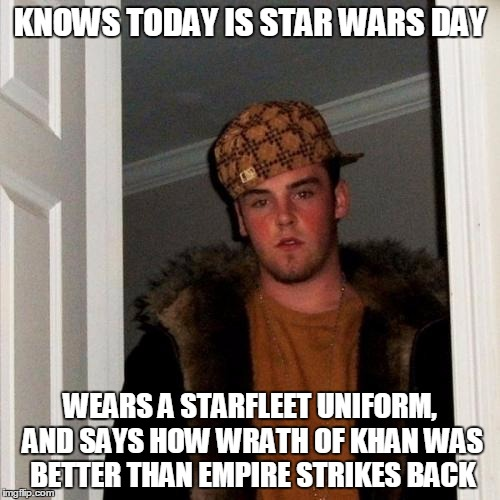 KNOWS TODAY IS STAR WARS DAY
WEARS A STARFLEET UNIFORM,
AND SAYS HOW WRATH OF KHAN WAS
BETTER THAN EMPIRE STRIKES BACK
imgflip.com